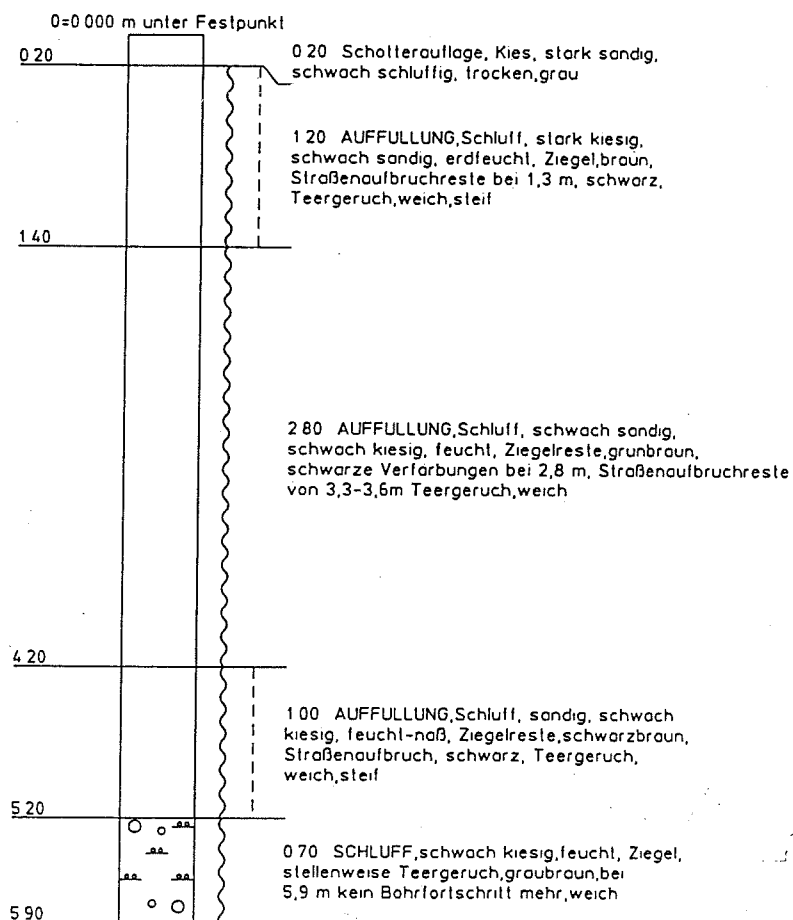 0=0 000 m unter Festpunkt
0 20
0 20 Schotterauflage, Kies, stark sandig,
schwach schluffig, trocken,grau
1 20 AUFFULLUNG,Schluff, stark kiesig,
schwach sandig, erdfeucht, Ziegel,braun,
Straßenaufbruchreste bei 1,3 m, schwarz,
Teergeruch,weich,steif
1 40
2 80 AUFFULLUNG,Schluff, schwach sandig,
schwach kiesig, feucht, Ziegelreste,grunbraun,
schwarze Verfärbungen bei 2,8 m, Straßenaufbruchreste
von 3,3-3,6m Teergeruch,weich
4 20
1 00 AUFFULLUNG,Schluff, sandig, schwach
kiesig, feucht-naß, Ziegelreste,schwarzbraun,
Straßenaufbruch, schwarz, Teergeruch,
weich,steif
5 20
0 70 SCHLUFF,schwach kiesig,feucht, Ziegel,
stellenweise Teergeruch,graubraun,bei
5,9 m kein Bohrfortschritt mehr,weich
5 90